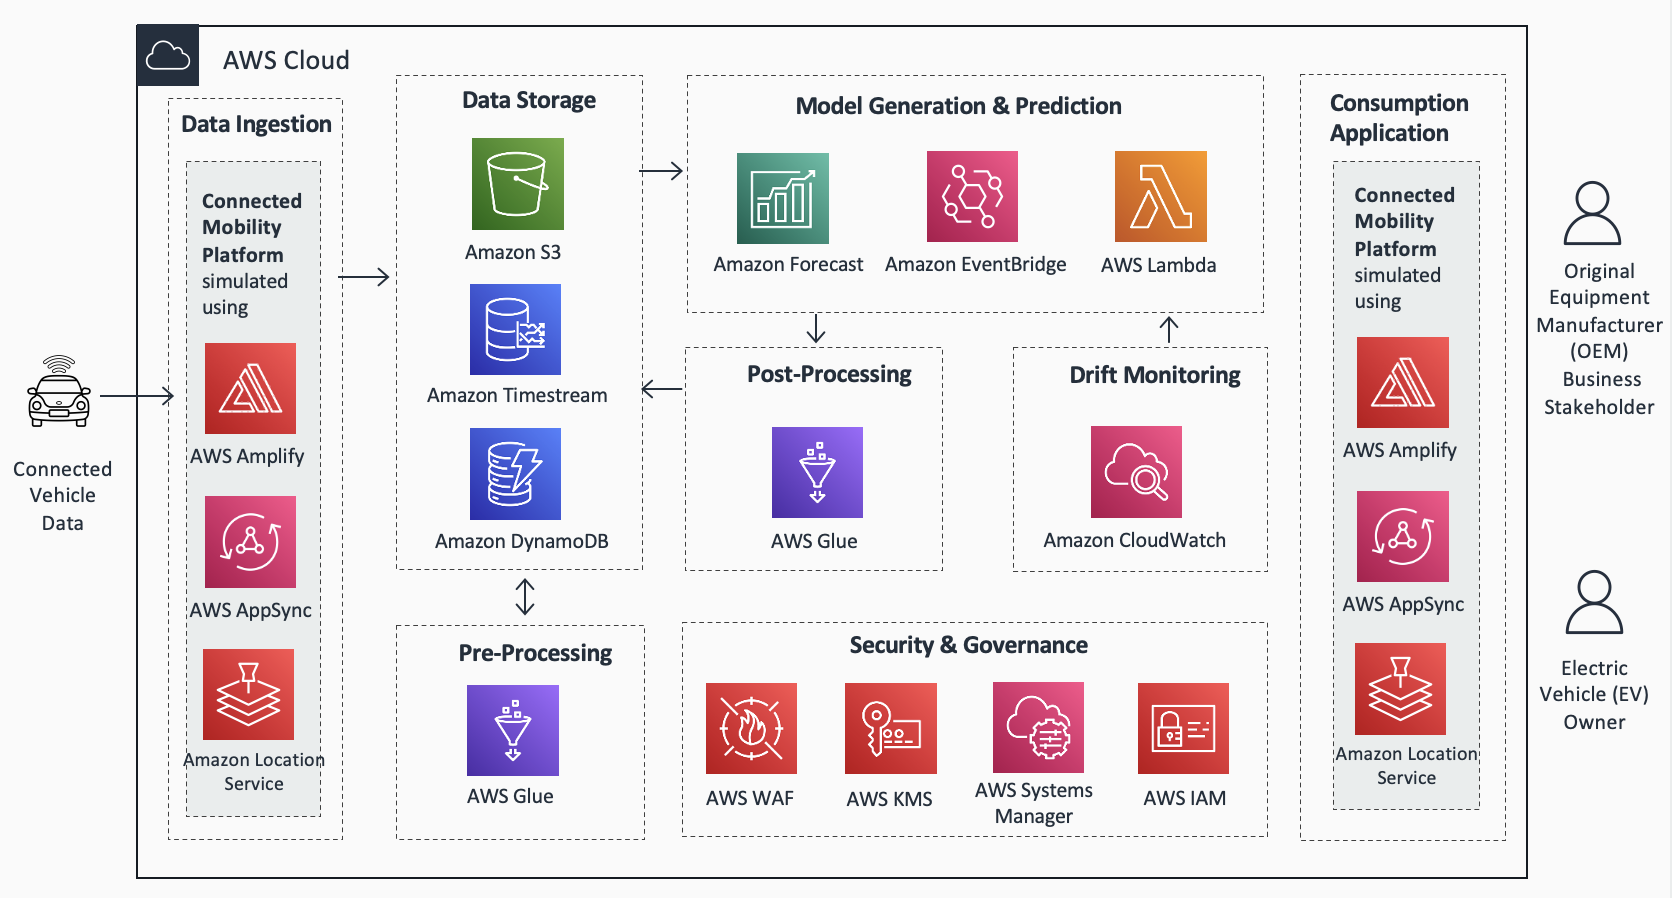 AWS Cloud
Connected
Vehicle
Data
Data Ingestion
Connected
Mobility
Platform
simulated
using
AWS Amplify
AWS AppSync
Amazon Location
Service
Data Storage
Amazon S3
Amazon Timestream
Amazon DynamoDB
Pre-Processing
AWS Glue
Model Generation & Prediction
Amazon Forecast
Amazon EventBridge
AWS Lambda
Post-Processing
AWS Glue
Drift Monitoring
Amazon CloudWatch
Security & Governance
AWS WAF
AWS KMS
AWS Systems
Manager
AWS IAM
Consumption
Application
Connected
Mobility
Platform
simulated
using
AWS Amplify
AWS AppSync
Amazon Location
Service
Original
Equipment
Manufacturer
(OEM)
Business
Stakeholder
Electric
Vehicle (EV)
Owner